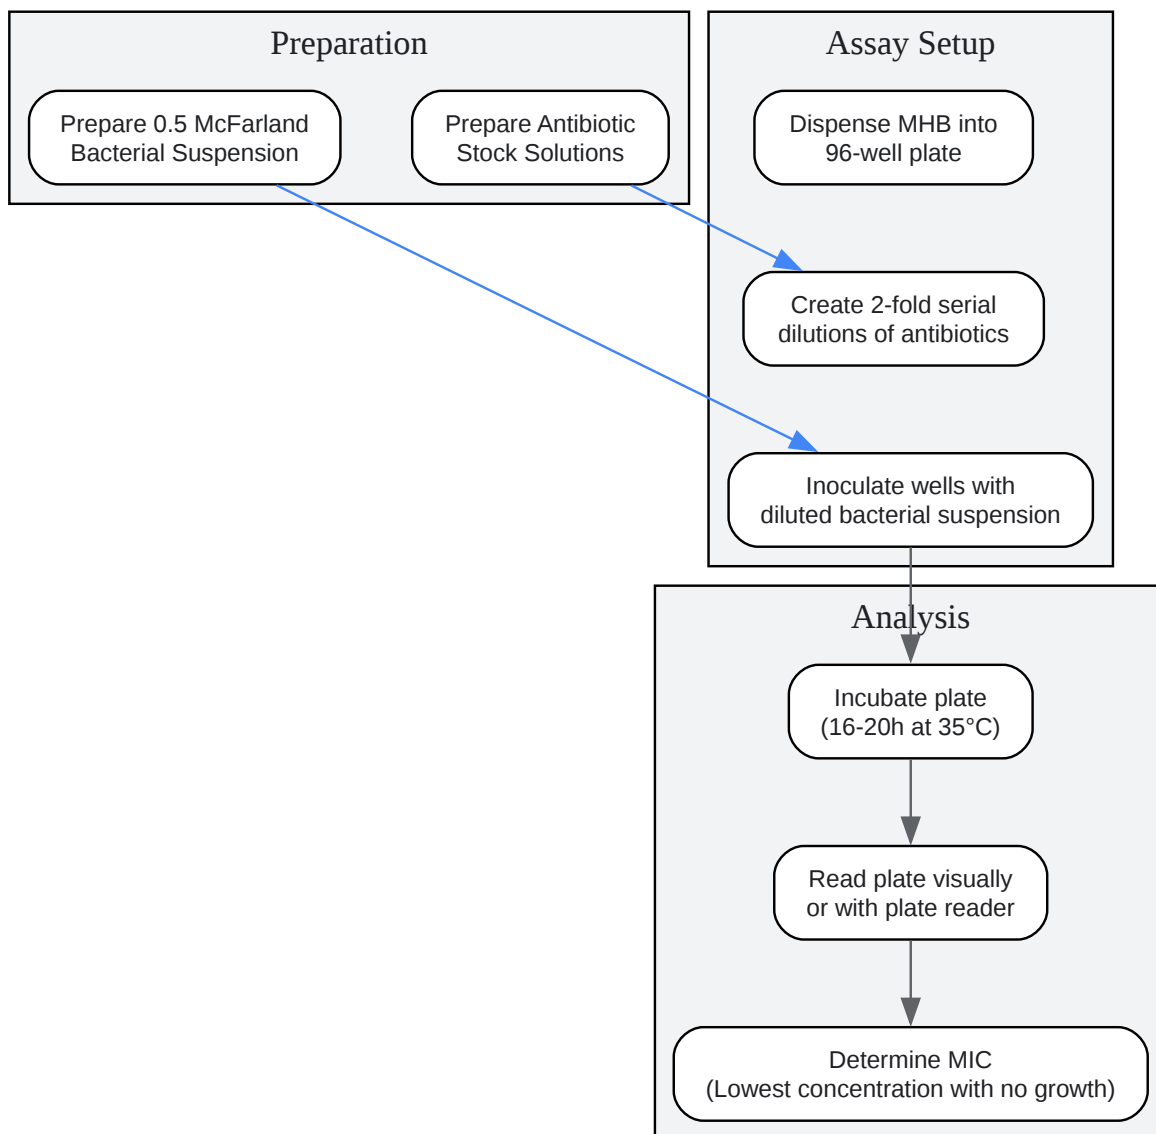 Preparation
Prepare 0.5 McFarland
Bacterial Suspension
Prepare Antibiotic
Stock Solutions
Assay Setup
Dispense MHB into
96-well plate
Create 2-fold serial
dilutions of antibiotics
Inoculate wells with
diluted bacterial suspension
Analysis
Incubate plate
(16-20h at 35°C)
Read plate visually
or with plate reader
Determine MIC
(Lowest concentration with no growth)